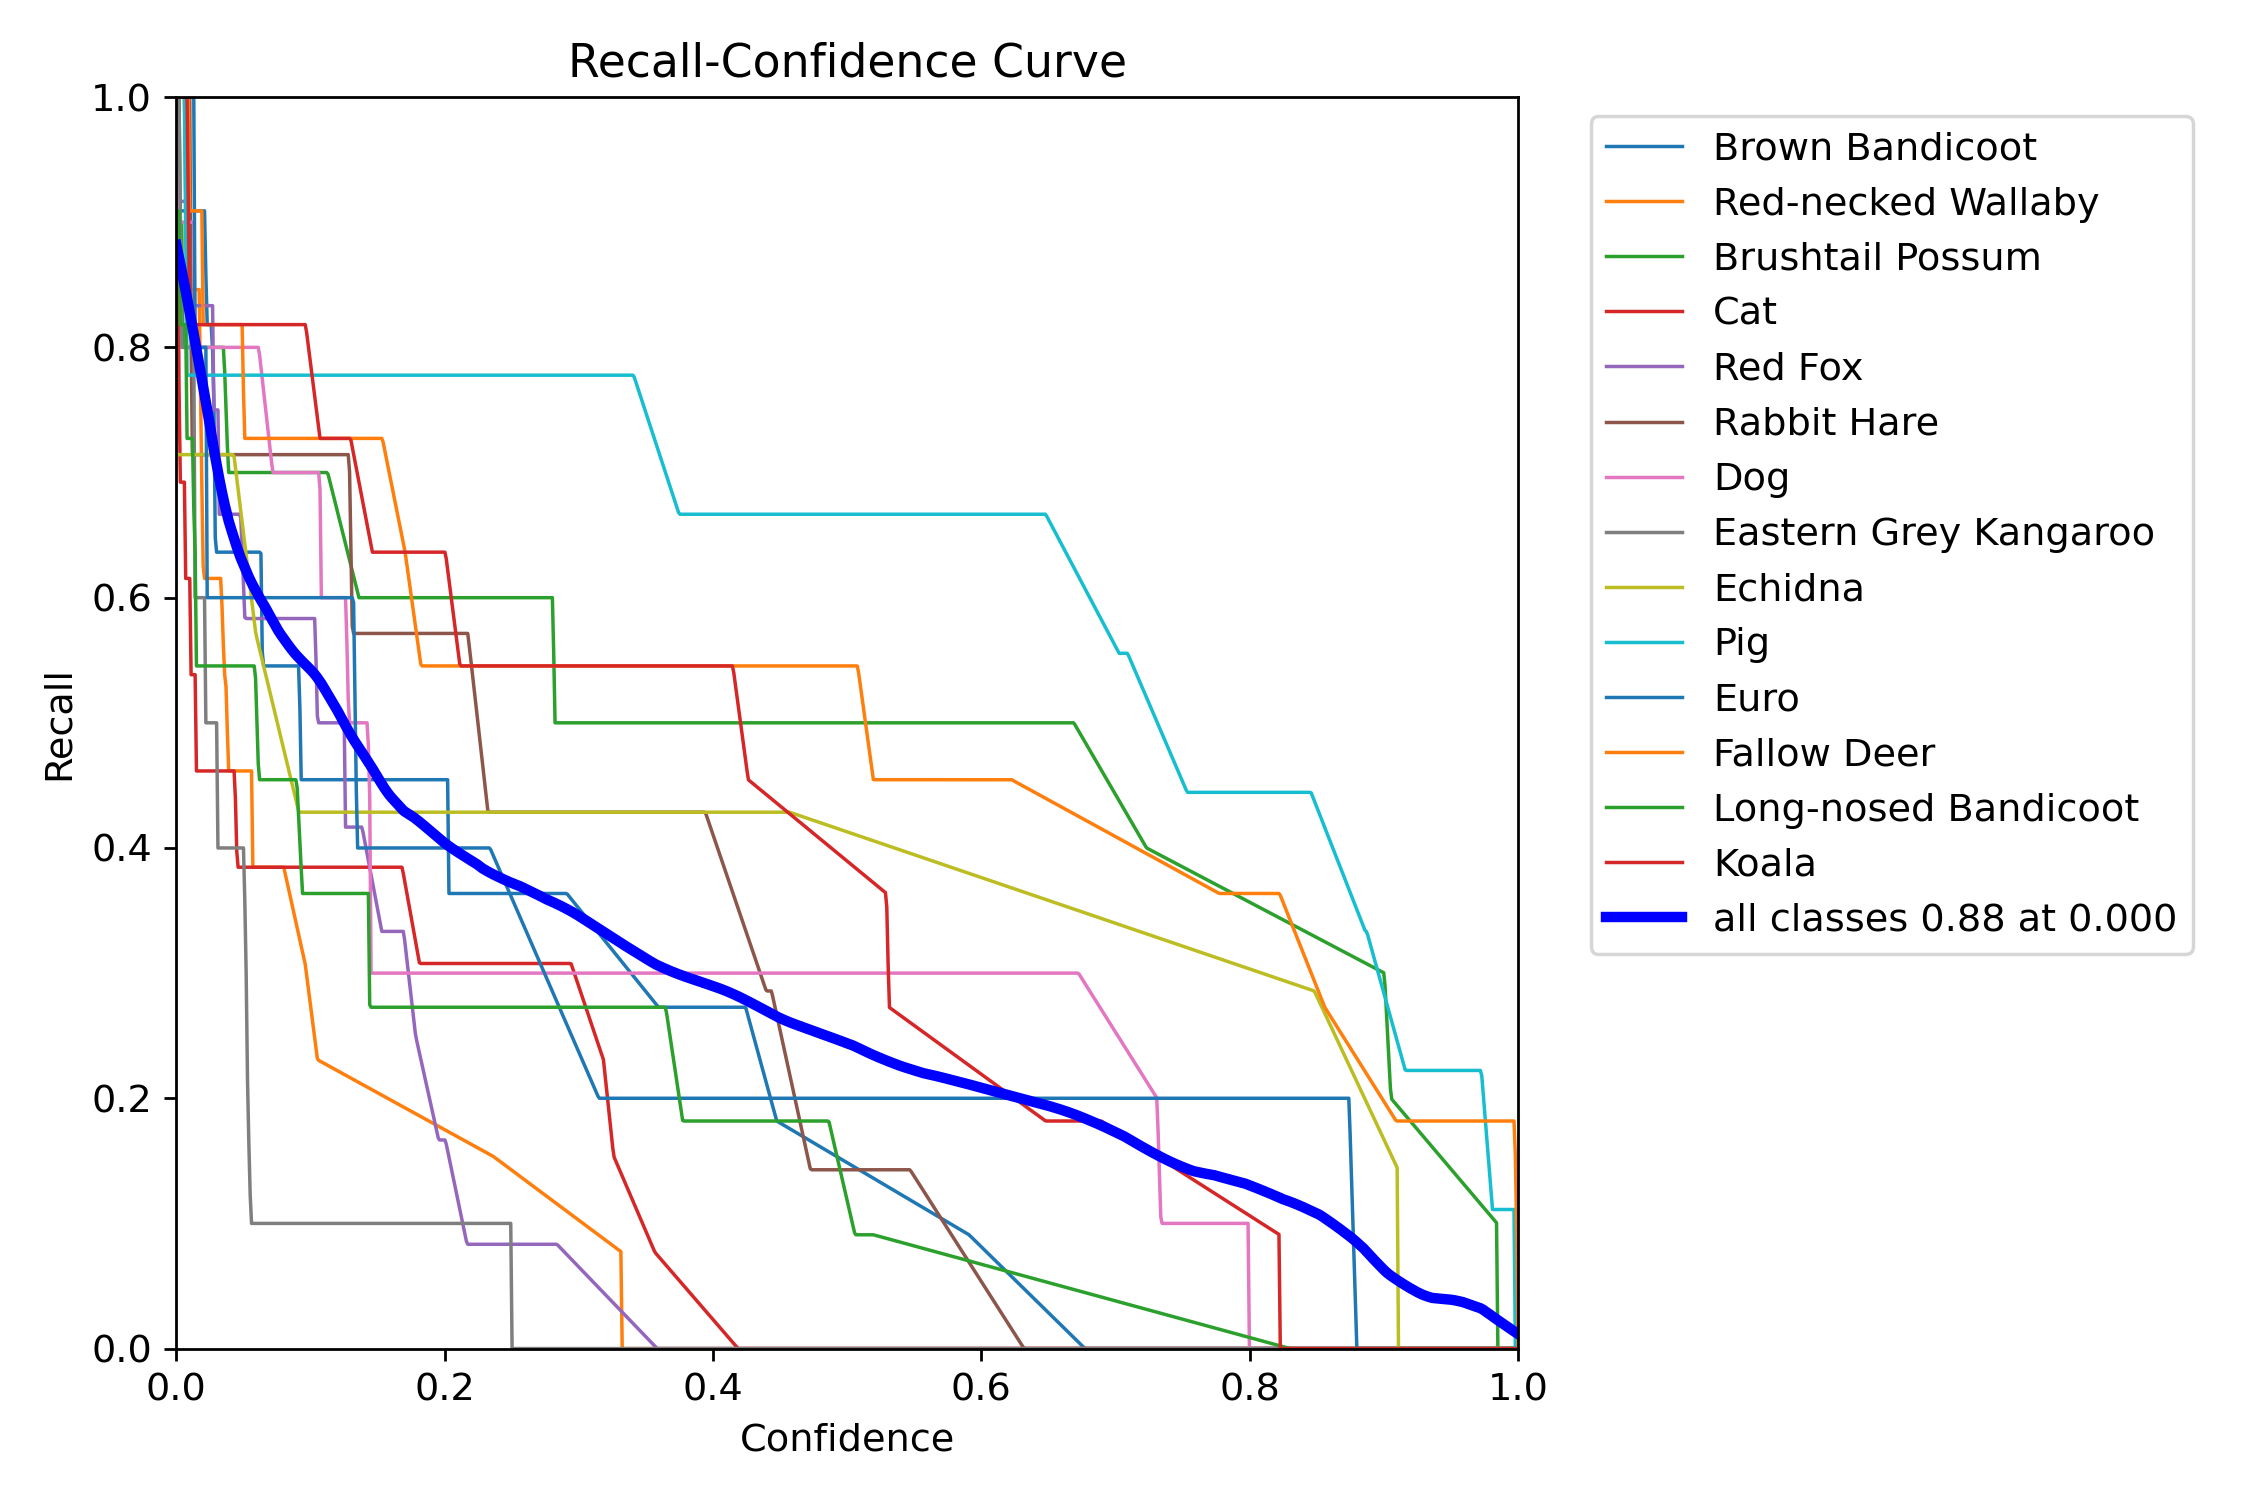 Recall-Confidence Curve
1.0
0.8
0.6
0.4
0.2
0.0
Recall
0.0 0.2 0.4 0.6 0.8 1.0
Confidence
Brown Bandicoot
Red-necked Wallaby
Brushtail Possum
Cat
Red Fox
Rabbit Hare
Dog
Eastern Grey Kangaroo
Echidna
Pig
Euro
Fallow Deer
Long-nosed Bandicoot
Koala
all classes 0.88 at 0.000